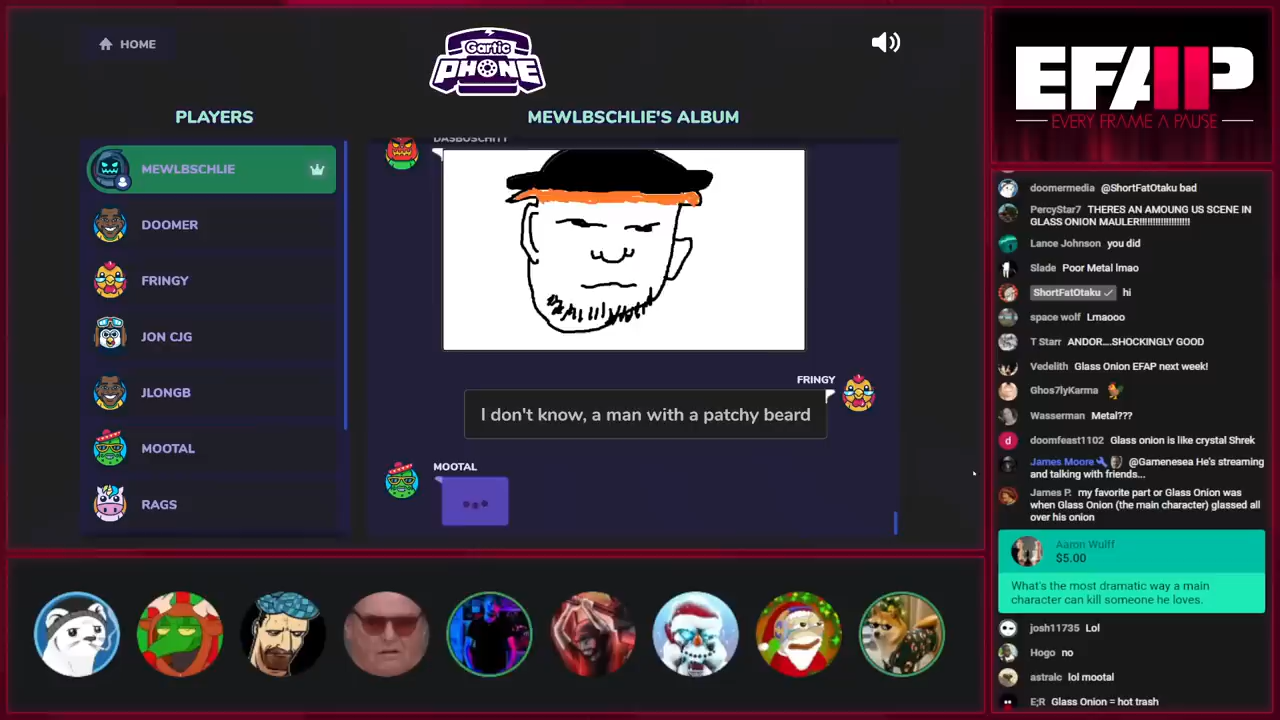 HOME
Gartic
PHONE
PLAYERS
MEWLBSCHLIE
DOOMER
FRINGY
JON CJG
JLONGB
MOOTAL
RAGS
MEWLBSCHLIE'S ALBUM
DASBOSCHITT
FRINGY
I don't know, a man with a patchy beard
MOOTAL
EFAP
EVERY FRAME A PAUSE
doomermedia @ShortFatOtaku bad
PercyStar7 THERES AN AMOUNG US SCENE IN
GLASS ONION MAULER!!!!!!!!!!!!!!!!!!!
Lance Johnson you did
Slade Poor Metal lmao
ShortFatOtaku hi
space wolf Lmaooo
T Starr ANDOR....SHOCKINGLY GOOD
Vedelith Glass Onion EFAP next week!
Ghos7lyKarma
Wasserman Metal???
d doomfeast1102 Glass onion is like crystal Shrek
James Moore @Gamenesea He's streaming
and talking with friends...
James P. my favorite part or Glass Onion was
when Glass Onion (the main character) glassed all
over his onion
Aaron Wulff
$5.00
What's the most dramatic way a main
character can kill someone he loves.
josh11735 Lol
Hogo no
astralc lol mootal
E;R Glass Onion = hot trash